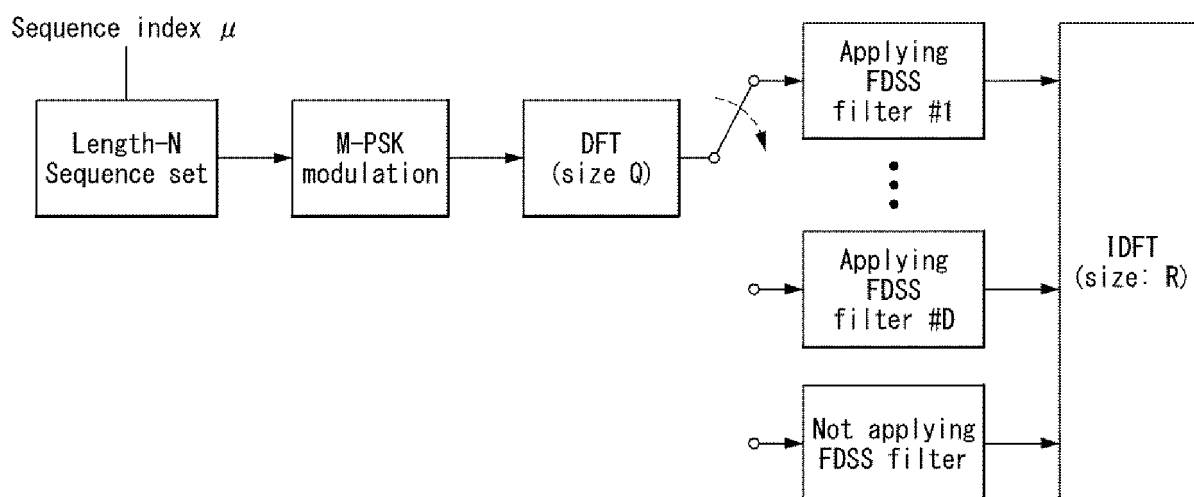 Sequence index μ
Length-N
Sequence set
M-PSK
modulation
DFT
(size Q)
Applying
FDSS
filter #1
Applying
FDSS
filter #D
Not applying
FDSS filter
IDFT
(size: R)